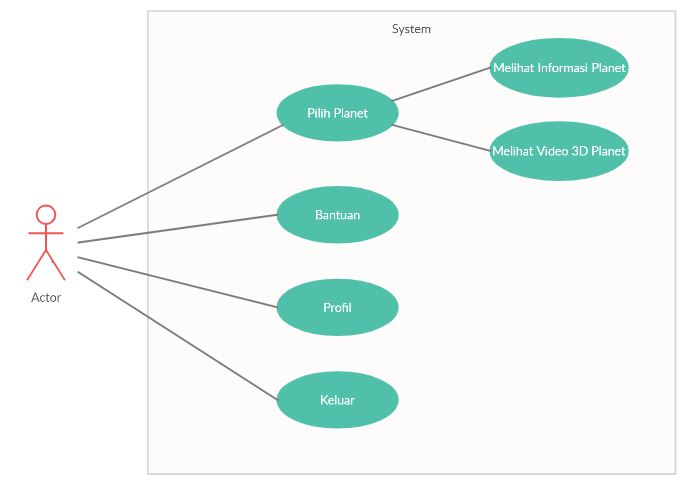 System
Melihat Informasi Planet
Pilih Planet
Melihat Video 3D Planet
Bantuan
Actor
Profil
Keluar